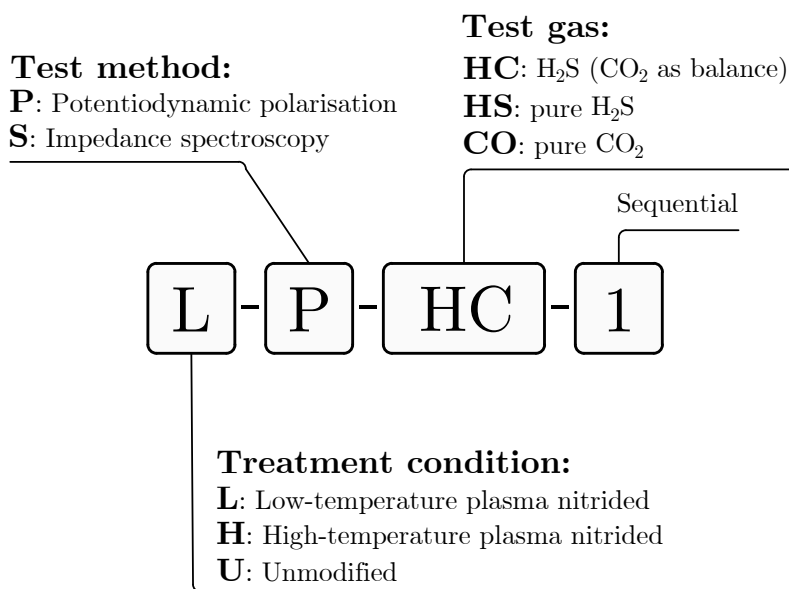 Test gas:
HC: H₂S (CO₂ as balance)
HS: pure H₂S
CO: pure CO₂
Test method:
P: Potentiodynamic polarisation
S: Impedance spectroscopy
Sequential
L - P - HC - 1
Treatment condition:
L: Low-temperature plasma nitrided
H: High-temperature plasma nitrided
U: Unmodified